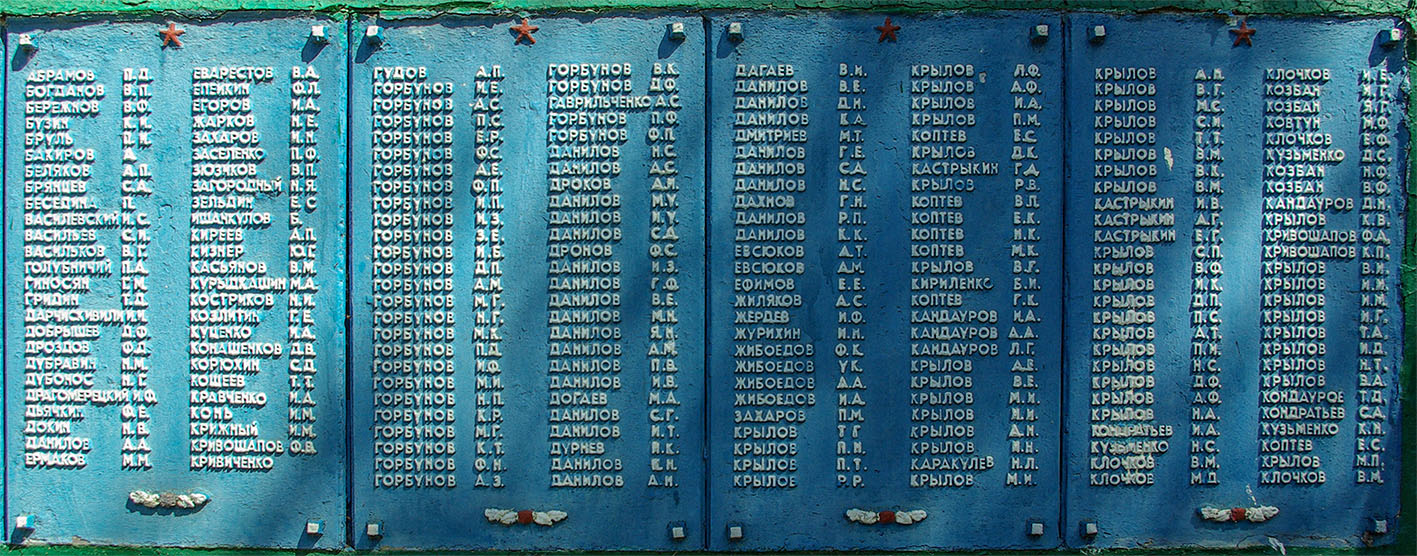 АБРАМОВ П.Д.
БОГДАНОВ В.П.
БЕРЕЖНОВ В.Ф.
БУЗИН К.И.
БРУЛЬ П.К.
БАКИРОВ А.
БЕЛЯКОВ А.П.
БРЯНЦЕВ С.А.
БЕСЕДИНА П.
ВАСИЛЕВСКИЙ И.С.
ВАСИЛЬЕВ С.И.
ВАСИЛЬКОВ В.Г.
ГОЛУБНИЧИЙ П.А.
ГИНОСЯН Г.М.
ГРИДИН Т.Д.
ДАРЧИСКИВИЛИ И.И.
ДОБРЫШЕВ Д.Ф.
ДРОЗДОВ Ф.Д.
ДУБРАВИН Н.М.
ДУБОНОС Н.Г.
ДРАГОМЕРЕЦКИЙ И.Ф.
ДЬЯЧКИН Ф.Е.
ДОКИН Н.В.
ДАНИЛОВ А.А.
ЕРМАКОВ М.М.
ЕВАРЕСТОВ В.А.
ЕПЕЙКИН Ф.Л.
ЕГОРОВ И.А.
ЖАРКОВ Н.Е.
ЗАХАРОВ И.Н.
ЗАСЕЛЕНКО П.Ф.
ЗЮЗИКОВ В.П.
ЗАГОРОДНЫЙ Н.Я.
ЗЕЛЬДИН Е.С
ИШАНКУЛОВ Б.
КИРЕЕВ А.П.
КИЗНЕР Ю.Г.
КАСЬЯНОВ В.М.
КУРЫДКАШИН М.А.
КОСТРИКОВ Н.И.
КОЗЛИТИН Г.Е.
КУЦЕНКО И.А.
КОНАШЕНКОВ Д.В.
КОРЮХИН С.Д.
КОЩЕЕВ Т.Т.
КРАВЧЕНКО И.А.
КОНЬ И.М.
КРИЖНЫЙ И.М.
КРИВОШАПОВ Ф.В.
КРИВИЧЕНКО
ГУДОВ А.П.
ГОРБУНОВ И.Е.
ГОРБУНОВ А.С.
ГОРБУНОВ П.С.
ГОРБУНОВ Е.Р.
ГОРБУНОВ Ф.С.
ГОРБУНОВ А.Е.
ГОРБУНОВ Ф.П.
ГОРБУНОВ И.П.
ГОРБУНОВ И.У.
ГОРБУНОВ З.Е.
ГОРБУНОВ И.В.
ГОРБУНОВ Д.П.
ГОРБУНОВ А.М.
ГОРБУНОВ М.Г.
ГОРБУНОВ Н.Г.
ГОРБУНОВ М.К.
ГОРБУНОВ П.Д.
ГОРБУНОВ И.Ф.
ГОРБУНОВ М.И.
ГОРБУНОВ Н.П.
ГОРБУНОВ К.Р.
ГОРБУНОВ М.Г.
ГОРБУНОВ К.Т.
ГОРБУНОВ Ф.Н.
ГОРБУНОВ А.З.
ГОРБУНОВ В.К.
ГОРБУНОВ Д.Ф.
ГАВРИЛЬЧЕНКО А.С.
ГОРБУНОВ П.Ф.
ГОРБУНОВ Ф.П.
ДАНИЛОВ Н.С.
ДАНИЛОВ А.С.
ДРОКОВ А.И.
ДАНИЛОВ М.У.
ДАНИЛОВ И.У.
ДАНИЛОВ С.Д.
ДРОНОВ Ф.С.
ДАНИЛОВ И.З.
ДАНИЛОВ Г.Ф.
ДАНИЛОВ В.Е.
ДАНИЛОВ М.Н.
ДАНИЛОВ Я.Н.
ДАНИЛОВ А.М.
ДАНИЛОВ П.В.
ДАНИЛОВ И.В.
ДОГАЕВ М.А.
ДАНИЛОВ С.Г.
ДАНИЛОВ И.Т.
ДУРНЕВ И.К.
ДАНИЛОВ К.Н.
ДАНИЛОВ А.Н.
ДАГАЕВ В.И.
ДАНИЛОВ В.Е.
ДАНИЛОВ Д.Н.
ДАНИЛОВ К.А.
ДМИТРИЕВ М.Т.
ДАНИЛОВ Г.Е.
ДАНИЛОВ С.А.
ДАНИЛОВ И.С.
ДАХНОВ Г.Н.
ДАНИЛОВ Р.П.
ДАНИЛОВ К.К.
ЕВСЮКОВ А.Т.
ЕВСЮКОВ А.М.
ЕФИМОВ Е.Е.
ЖИЛЯКОВ А.С.
ЖЕРДЕВ И.Ф.
ЖУРИХИН И.Н.
ЖИБОЕДОВ Ф.К.
ЖИБОЕДОВ У.К.
ЖИБОЕДОВ А.А.
ЖИБОЕДОВ И.А.
ЗАХАРОВ П.М.
КРЫЛОВ Т.Г.
КРЫЛОВ П.Н.
КРЫЛОВ П.Т.
КРЫЛОВ Р.Р.
КРЫЛОВ Л.Ф.
КРЫЛОВ А.Ф.
КРЫЛОВ И.А.
КРЫЛОВ П.М.
КОПТЕВ Е.С.
КРЫЛОВ Д.К.
КАСТРЫКИН Г.Д.
КРЫЛОВ Р.В.
КОПТЕВ В.П.
КОПТЕВ Е.К.
КОПТЕВ К.К.
КОПТЕВ М.К.
КРЫЛОВ В.Г.
КИРИЛЕНКО Б.И.
КОПТЕВ Г.К.
КАНДАУРОВ И.А.
КАНДАУРОВ А.А.
КАНДАУРОВ Л.Г.
КРЫЛОВ А.Е.
КРЫЛОВ В.Е.
КРЫЛОВ М.И.
КРЫЛОВ И.И.
КРЫЛОВ Д.Н.
КРЫЛОВ И.Н.
КАРАКУЛЕВ Н.Л.
КРЫЛОВ М.И.
КРЫЛОВ А.Н.
КРЫЛОВ В.Г.
КРЫЛОВ М.С.
КРЫЛОВ С.И.
КРЫЛОВ Т.Т.
КРЫЛОВ В.М.
КРЫЛОВ В.К.
КРЫЛОВ В.М.
КАСТРЫКИН И.В.
КАСТРЫКИН А.Г.
КАСТРЫКИН Е.Г.
КРЫЛОВ С.П.
КРЫЛОВ В.Ф.
КРЫЛОВ И.К.
КРЫЛОВ Д.П.
КРЫЛОВ П.С.
КРЫЛОВ А.Т.
КРЫЛОВ П.И.
КРЫЛОВ Н.С.
КРЫЛОВ Д.Ф.
КРЫЛОВ А.Ф.
КРЫЛОВ Н.А.
КОНДРАТЬЕВ И.А.
КУЗЬМЕНКО Н.С.
КЛОЧКОВ В.М.
КЛОЧКОВ М.Д.
КЛОЧКОВ И.Е.
КОЗБАН И.Г.
КОЗБАН Я.Г.
КОВТУН М.Ф.
КЛОЧКОВ Е.Ф.
КУЗЬМЕНКО Д.С.
КОЗБАН Н.Ф.
КОЗБАН В.Ф.
КАНДАУРОВ Д.Н.
КРЫЛОВ К.В.
КРИВОШАПОВ Ф.А.
КРИВОШАПОВ К.П.
КРЫЛОВ В.И.
КРЫЛОВ И.И.
КРЫЛОВ И.М.
КРЫЛОВ И.Г.
КРЫЛОВ Т.А.
КРЫЛОВ И.Д.
КРЫЛОВ Н.Т.
КРЫЛОВ В.А.
КОНДАУРОВ Т.Д.
КОНДРАТЬЕВ С.А.
КУЗЬМЕНКО К.Н.
КОПТЕВ Е.С.
КРЫЛОВ М.П.
КЛОЧКОВ В.М.